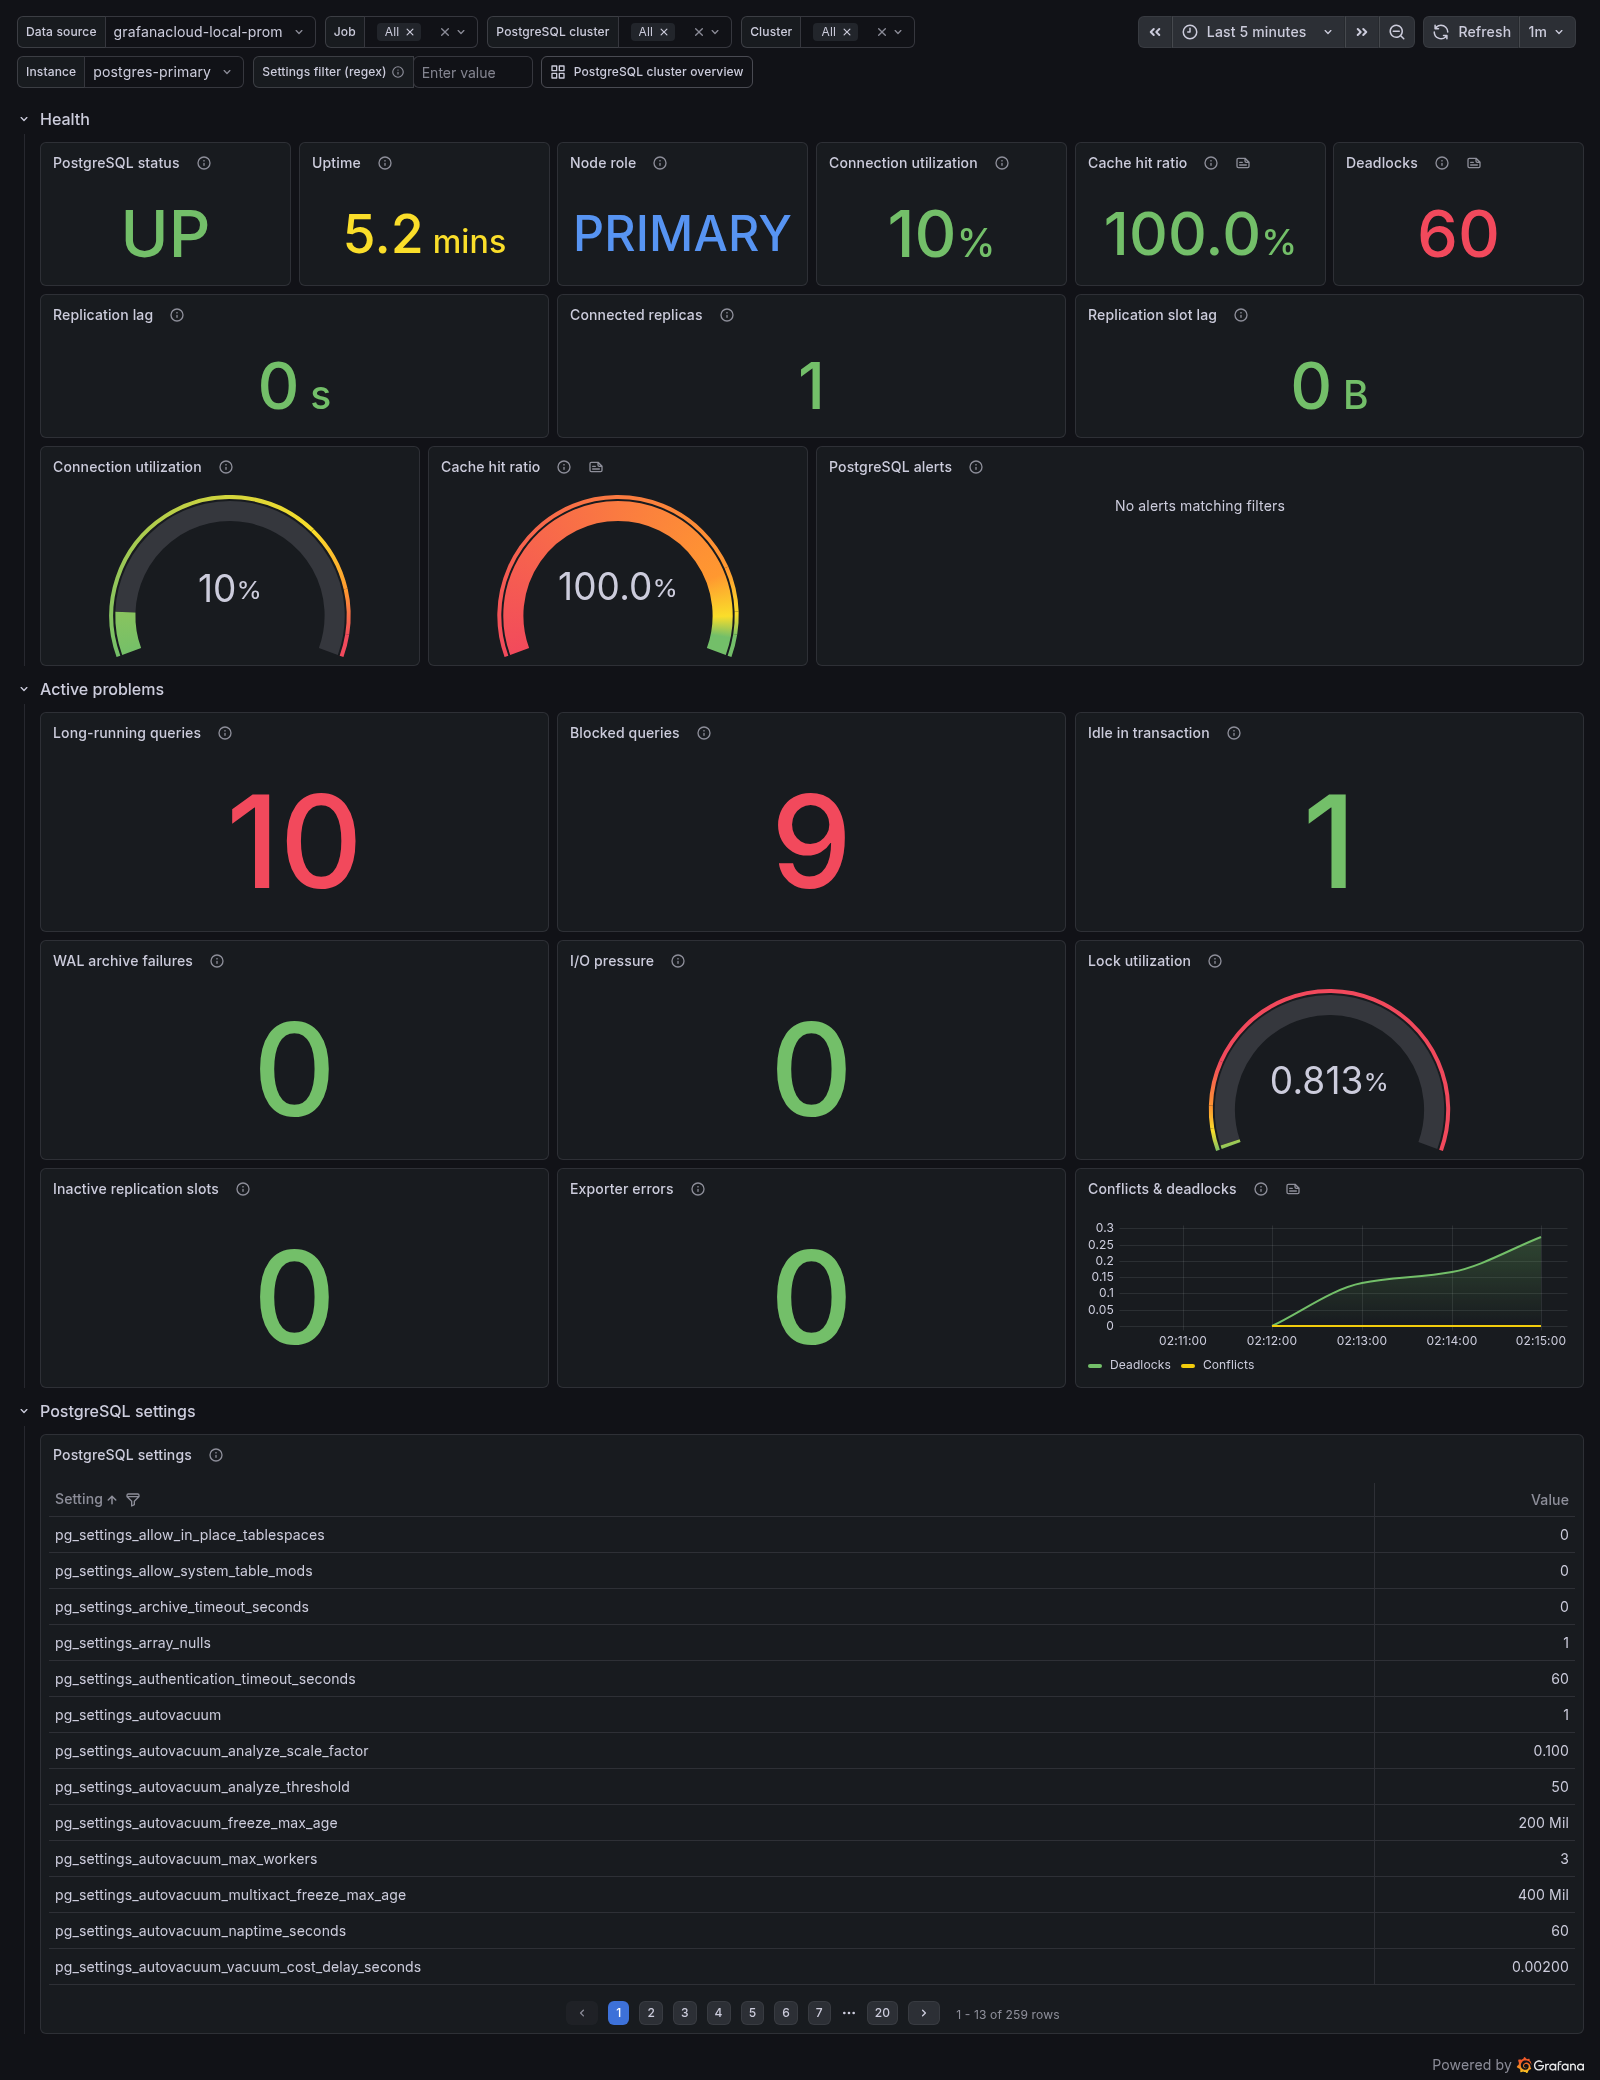 Data source grafanacloud-local-prom Job All PostgreSQL cluster All Cluster All Last 5 minutes Refresh 1m
Instance postgres-primary Settings filter (regex) Enter value PostgreSQL cluster overview
Health
PostgreSQL status Uptime Node role Connection utilization Cache hit ratio Deadlocks
UP 5.2 mins PRIMARY 10% 100.0% 60
Replication lag Connected replicas Replication slot lag
0 s 1 0 B
Connection utilization Cache hit ratio PostgreSQL alerts
No alerts matching filters
10% 100.0%
Active problems
Long-running queries Blocked queries Idle in transaction
10 9 1
WAL archive failures I/O pressure Lock utilization
0 0 0.813%
Inactive replication slots Exporter errors Conflicts & deadlocks
0 0
0.3
0.25
0.2
0.15
0.1
0.05
0
02:11:00 02:12:00 02:13:00 02:14:00 02:15:00
Deadlocks Conflicts
PostgreSQL settings
PostgreSQL settings
Setting Value
pg_settings_allow_in_place_tablespaces 0
pg_settings_allow_system_table_mods 0
pg_settings_archive_timeout_seconds 0
pg_settings_array_nulls 1
pg_settings_authentication_timeout_seconds 60
pg_settings_autovacuum 1
pg_settings_autovacuum_analyze_scale_factor 0.100
pg_settings_autovacuum_analyze_threshold 50
pg_settings_autovacuum_freeze_max_age 200 Mil
pg_settings_autovacuum_max_workers 3
pg_settings_autovacuum_multixact_freeze_max_age 400 Mil
pg_settings_autovacuum_naptime_seconds 60
pg_settings_autovacuum_vacuum_cost_delay_seconds 0.00200
1 2 3 4 5 6 7 ··· 20 1 - 13 of 259 rows
Powered by Grafana